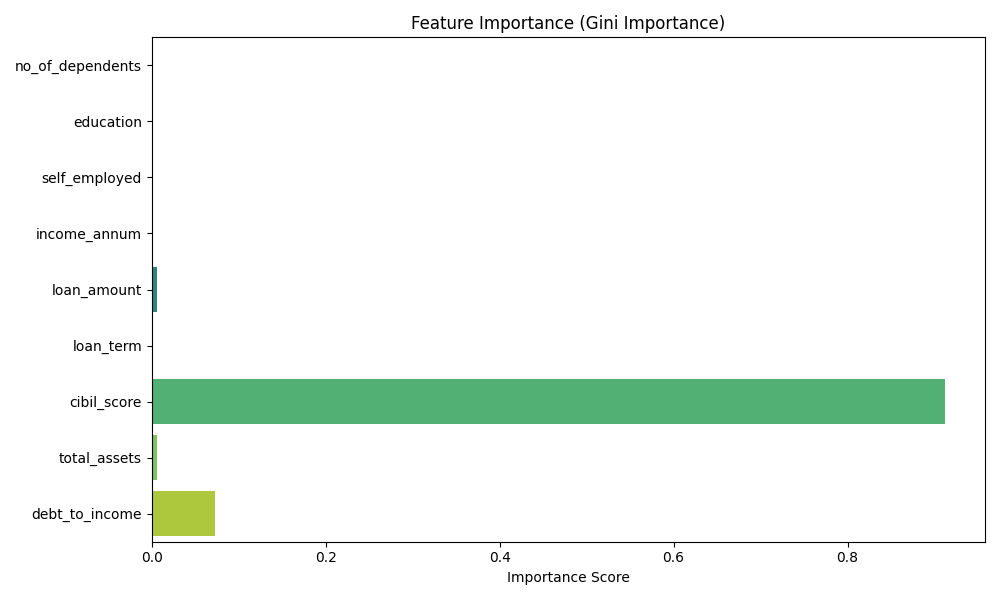 Feature Importance (Gini Importance)
no_of_dependents
education
self_employed
income_annum
loan_amount
loan_term
cibil_score
total_assets
debt_to_income
0.0 0.2 0.4 0.6 0.8
Importance Score